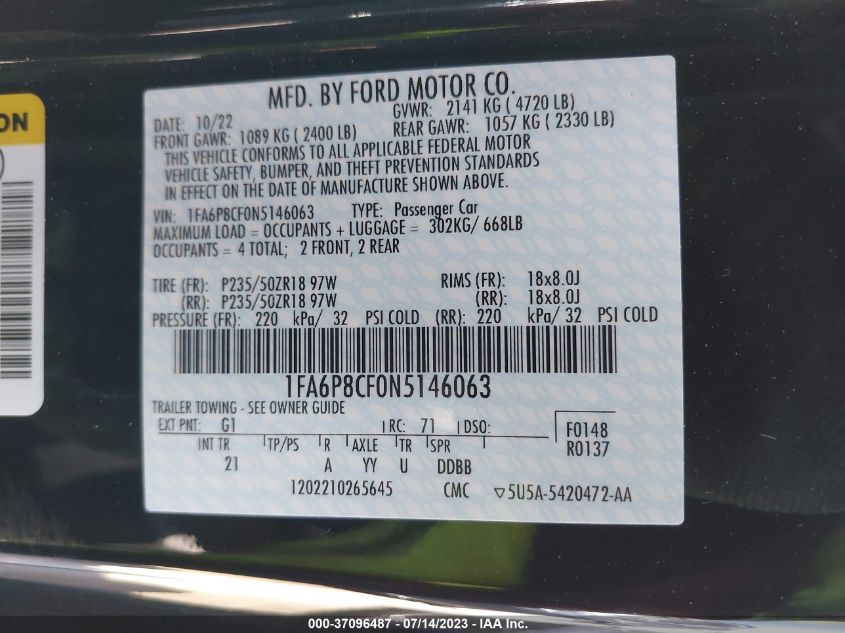 ON
MFD. BY FORD MOTOR CO.
DATE: 10/22 GVWR: 2141 KG ( 4720 LB)
FRONT GAWR: 1089 KG ( 2400 LB) REAR GAWR: 1057 KG ( 2330 LB)
THIS VEHICLE CONFORMS TO ALL APPLICABLE FEDERAL MOTOR
VEHICLE SAFETY, BUMPER, AND THEFT PREVENTION STANDARDS
IN EFFECT ON THE DATE OF MANUFACTURE SHOWN ABOVE.
VIN: 1FA6P8CF0N5146063 TYPE: Passenger Car
MAXIMUM LOAD = OCCUPANTS + LUGGAGE = 302KG/ 668LB
OCCUPANTS = 4 TOTAL; 2 FRONT, 2 REAR
TIRE (FR): P235/50ZR18 97W RIMS (FR): 18x8.0J
(RR): P235/50ZR18 97W (RR): 18x8.0J
PRESSURE (FR): 220 kPa/ 32 PSI COLD (RR): 220 kPa/ 32 PSI COLD
1FA6P8CF0N5146063
TRAILER TOWING - SEE OWNER GUIDE
EXT PNT: G1 RC: 71 DSO: F0148
R0137
INT TR TP/PS R AXLE TR SPR
21 A YY U DDBB
1202210265645 CMC ▽5U5A-5420472-AA
000-37096487 - 07/14/2023 - IAA Inc.